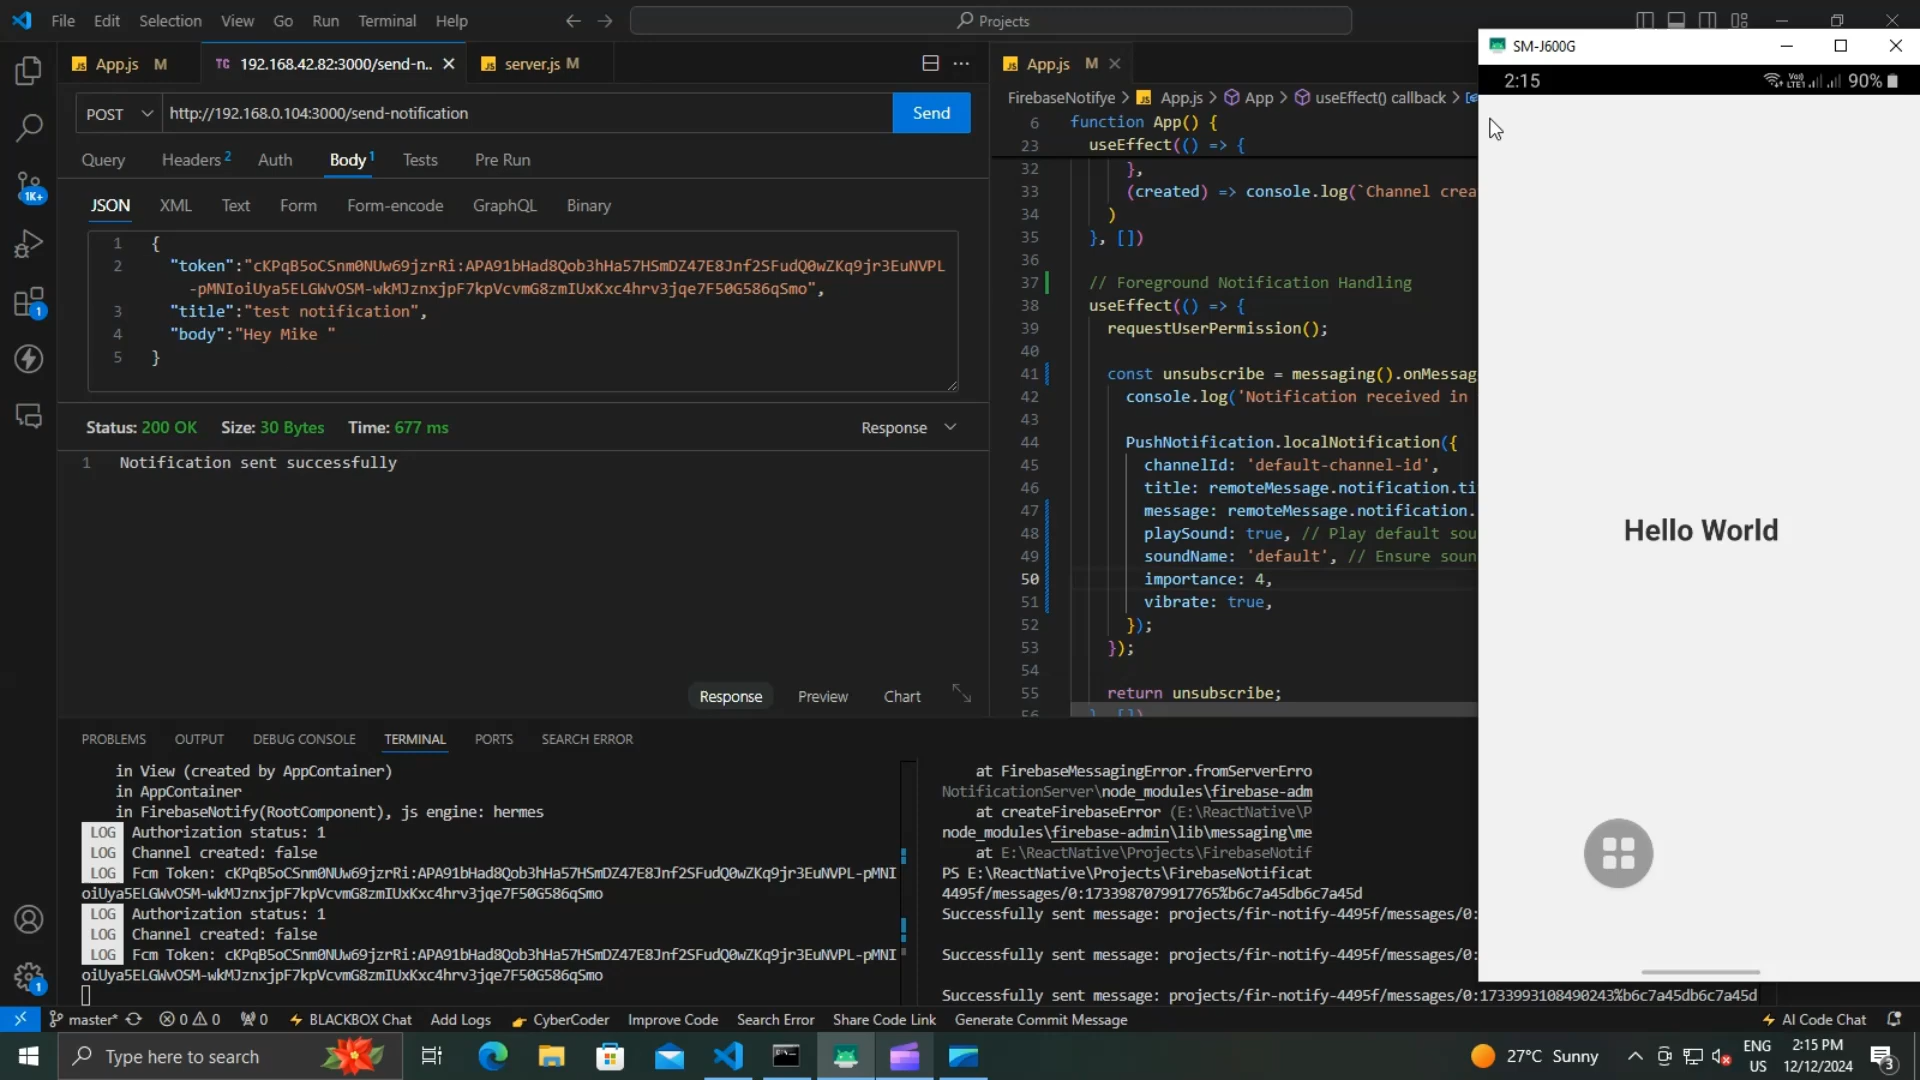 File Edit Selection View Go Run Terminal Help
Projects
App.js M
TC 192.168.42.82:3000/send-n..
server.js M
App.js M
POST
http://192.168.0.104:3000/send-notification
Send
Query Headers 2 Auth Body 1 Tests Pre Run
JSON XML Text Form Form-encode GraphQL Binary
1 {
2 "token":"cKPqB5oCSnm0NUw69jzrRi:APA91bHad8Qob3hHa57HSmDZ47E8Jnf2SFudQ0wZKq9jr3EuNVPL
-pMNIoiUya5ELGWvOSM-wkMJznxjpF7kpVcvmG8zmIUxKxc4hrv3jqe7F50G586qSmo",
3 "title":"test notification",
4 "body":"Hey Mike "
5 }
Status: 200 OK Size: 30 Bytes Time: 677 ms
Response
1 Notification sent successfully
Response Preview Chart
FirebaseNotifye > App.js > App > useEffect() callback >
6 function App() {
23 useEffect(() => {
32 },
33 (created) => console.log(`Channel crea
34 )
35 }, [])
36
37 // Foreground Notification Handling
38 useEffect(() => {
39 requestUserPermission();
40
41 const unsubscribe = messaging().onMessag
42 console.log('Notification received in
43
44 PushNotification.localNotification({
45 channelId: 'default-channel-id',
46 title: remoteMessage.notification.ti
47 message: remoteMessage.notification.
48 playSound: true, // Play default sou
49 soundName: 'default', // Ensure soun
50 importance: 4,
51 vibrate: true,
52 });
53 });
54
55 return unsubscribe;
56 }, [])
SM-J600G
2:15
90%
Hello World
PROBLEMS OUTPUT DEBUG CONSOLE TERMINAL PORTS SEARCH ERROR
in View (created by AppContainer)
in AppContainer
in FirebaseNotify(RootComponent), js engine: hermes
LOG Authorization status: 1
LOG Channel created: false
LOG Fcm Token: cKPqB5oCSnm0NUw69jzrRi:APA91bHad8Qob3hHa57HSmDZ47E8Jnf2SFudQ0wZKq9jr3EuNVPL-pMNI
oiUya5ELGWvOSM-wkMJznxjpF7kpVcvmG8zmIUxKxc4hrv3jqe7F50G586qSmo
LOG Authorization status: 1
LOG Channel created: false
LOG Fcm Token: cKPqB5oCSnm0NUw69jzrRi:APA91bHad8Qob3hHa57HSmDZ47E8Jnf2SFudQ0wZKq9jr3EuNVPL-pMNI
oiUya5ELGWvOSM-wkMJznxjpF7kpVcvmG8zmIUxKxc4hrv3jqe7F50G586qSmo
at FirebaseMessagingError.fromServerErro
NotificationServer\node_modules\firebase-adm
at createFirebaseError (E:\ReactNative\P
node_modules\firebase-admin\lib\messaging\me
at E:\ReactNative\Projects\FirebaseNotif
PS E:\ReactNative\Projects\FirebaseNotificat
4495f/messages/0:1733987079917765%b6c7a45db6c7a45d
Successfully sent message: projects/fir-notify-4495f/messages/0:
Successfully sent message: projects/fir-notify-4495f/messages/0:
Successfully sent message: projects/fir-notify-4495f/messages/0:1733993108490243%b6c7a45db6c7a45d
1K+
1
1
master* 0 0 0 BLACKBOX Chat Add Logs CyberCoder Improve Code Search Error Share Code Link Generate Commit Message AI Code Chat
Type here to search
27°C Sunny
ENG
US
2:15 PM
12/12/2024
3